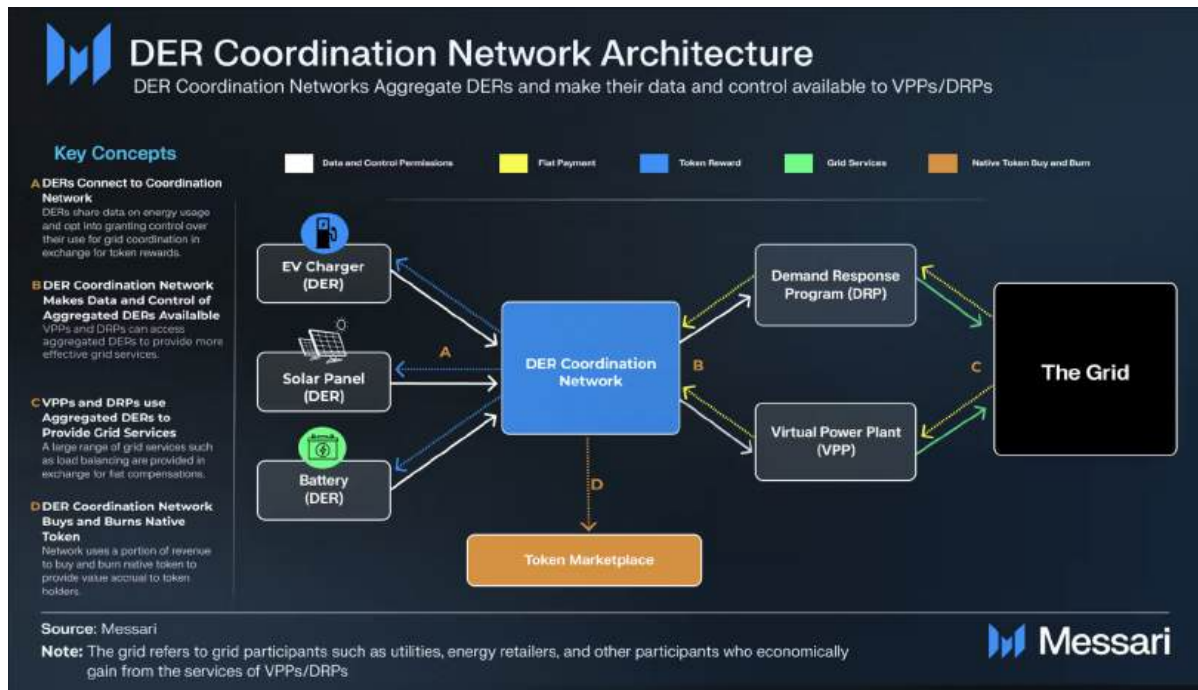 DER Coordination Network Architecture
DER Coordination Networks Aggregate DERs and make their data and control available to VPPs/DRPs
Key Concepts
A DERs Connect to Coordination
Network
DERs share data on energy usage
and opt into granting control over
their use for grid coordination in
exchange for token rewards.
B DER Coordination Network
Makes Data and Control of
Aggregated DERs Availalble
VPPs and DRPs can access
aggregated DERs to provide more
effective grid services.
C VPPs and DRPs use
Aggregated DERs to
Provide Grid Services
A large range of grid services such
as load balancing are provided in
exchange for fiat compensations.
D DER Coordination Network
Buys and Burns Native
Token
Network uses a portion of revenue
to buy and burn native token to
provide value accrual to token
holders.
Data and Control Permissions
Fiat Payment
Token Reward
Grid Services
Native Token Buy and Burn
EV Charger
(DER)
Solar Panel
(DER)
Battery
(DER)
A
DER Coordination
Network
B
Demand Response
Program (DRP)
Virtual Power Plant
(VPP)
C
The Grid
D
Token Marketplace
Source: Messari
Note: The grid refers to grid participants such as utilities, energy retailers, and other participants who economically
gain from the services of VPPs/DRPs
Messari